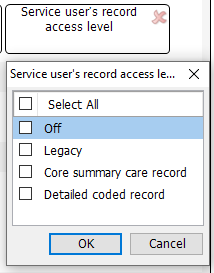 Service user's record
access level
Service user's record access le...
Select All
Off
Legacy
Core summary care record
Detailed coded record
OK
Cancel